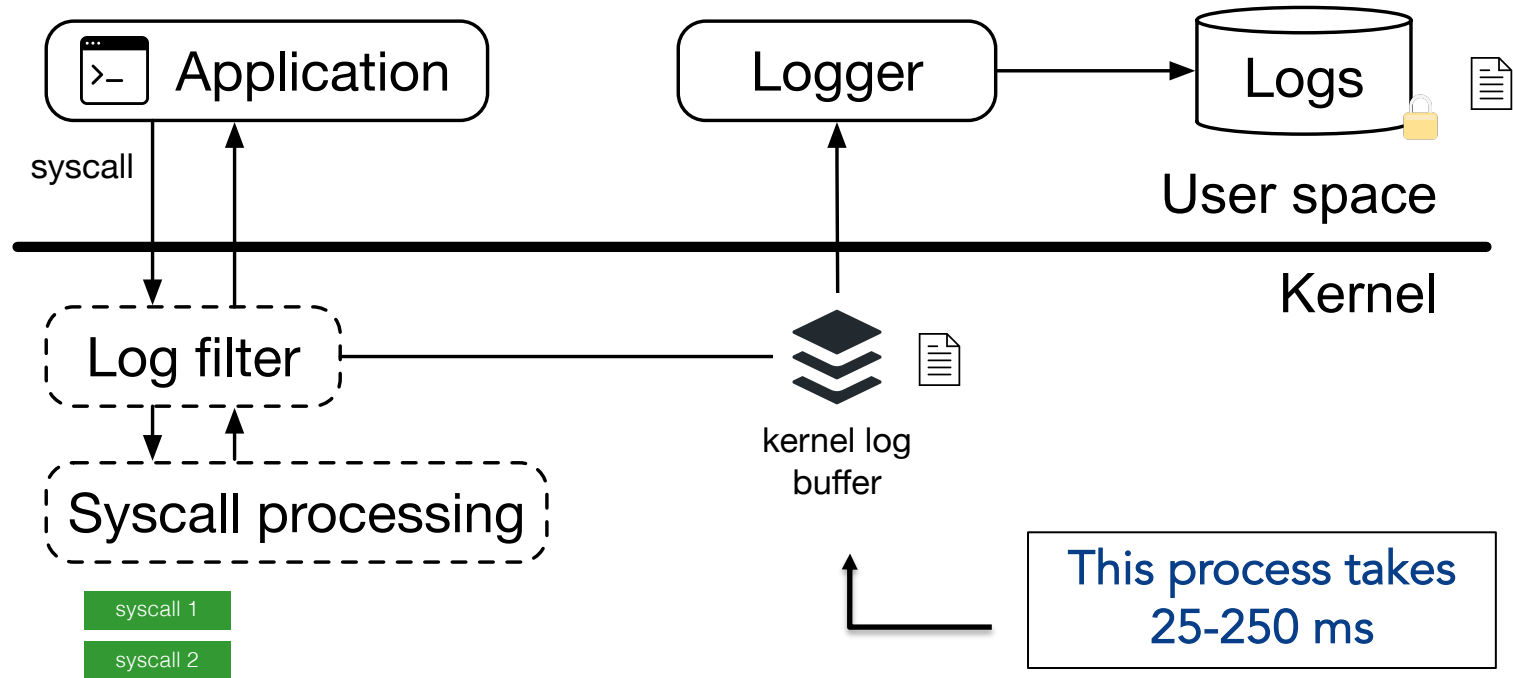 >_ Application
Logger
Logs
syscall
User space
Kernel
Log filter
kernel log
buffer
Syscall processing
This process takes
25-250 ms
syscall 1
syscall 2